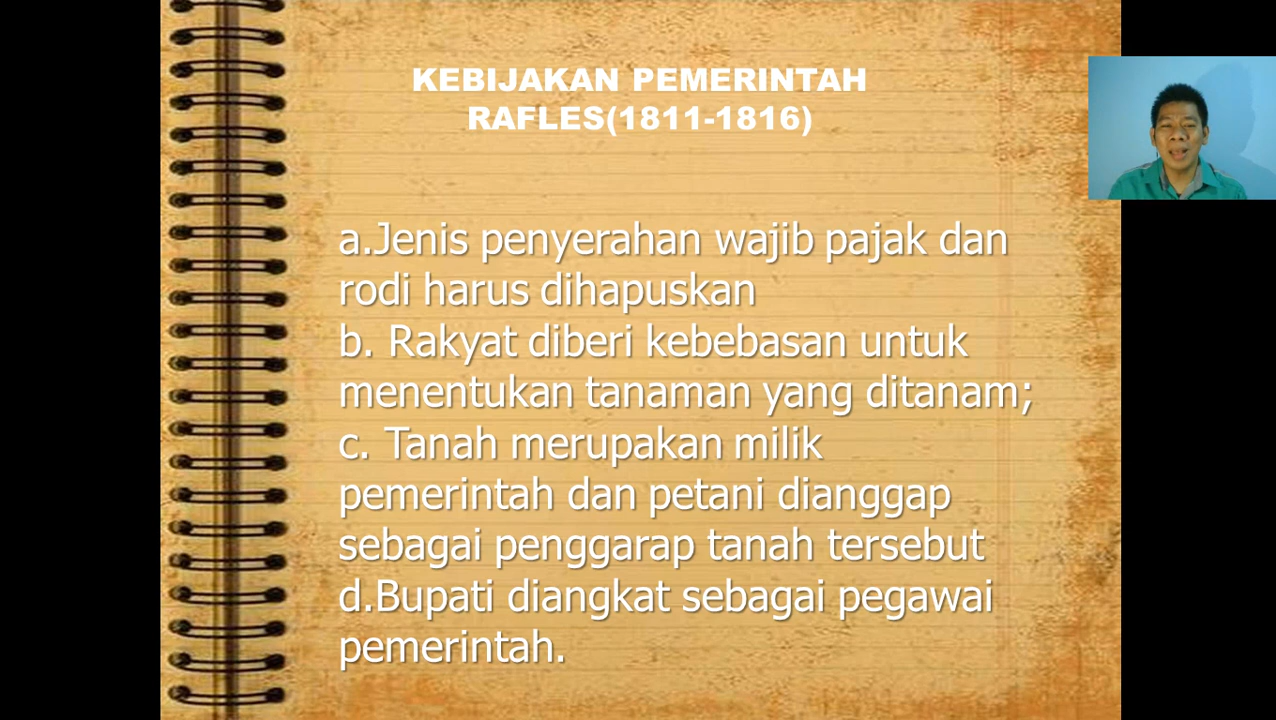 KEBIJAKAN PEMERINTAH
RAFLES(1811-1816)
a.Jenis penyerahan wajib pajak dan
rodi harus dihapuskan
b. Rakyat diberi kebebasan untuk
menentukan tanaman yang ditanam;
c. Tanah merupakan milik
pemerintah dan petani dianggap
sebagai penggarap tanah tersebut
d.Bupati diangkat sebagai pegawai
pemerintah.